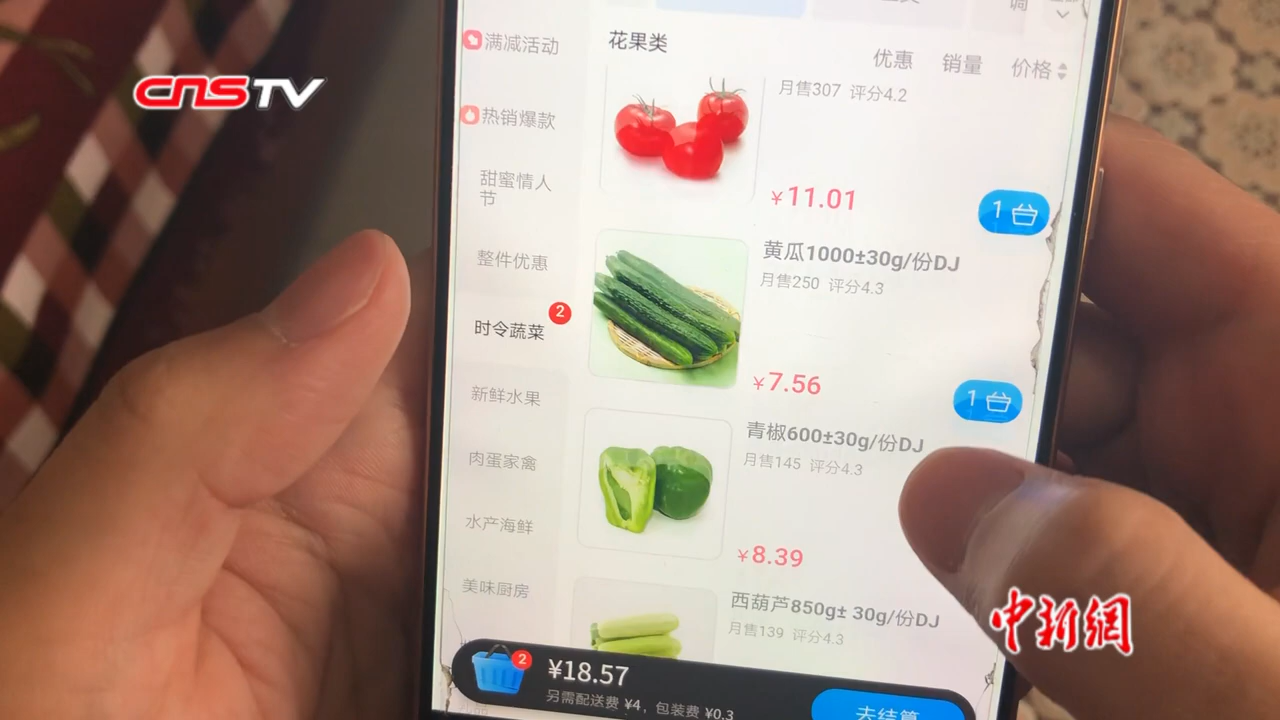 CNSTV
满减活动
热销爆款
甜蜜情人
节
整件优惠
时令蔬菜
2
新鲜水果
肉蛋家禽
水产海鲜
美味厨房
花果类
优惠 销量 价格
月售307 评分4.2
¥11.01
1
黄瓜1000±30g/份DJ
月售250 评分4.3
¥7.56
1
青椒600±30g/份DJ
月售145 评分4.3
¥8.39
西葫芦850g± 30g/份DJ
月售139 评分4.3
2
¥18.57
另需配送费 ¥4，包装费 ¥0.3
去结算
中新網